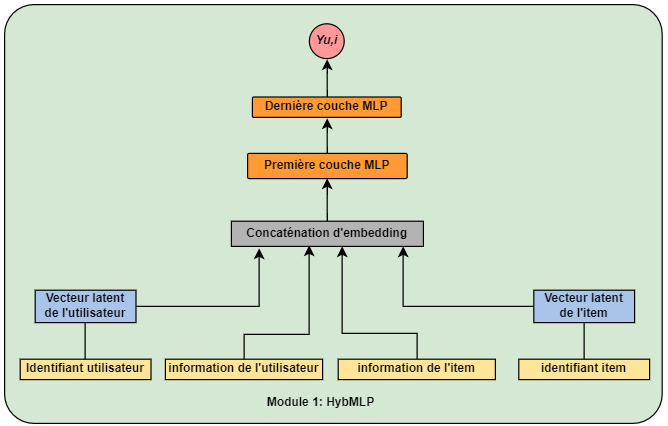 Yu,i
Dernière couche MLP
Première couche MLP
Concaténation d'embedding
Vecteur latent
de l'utilisateur
Vecteur latent
de l'item
Identifiant utilisateur
information de l'utilisateur
information de l'item
identifiant item
Module 1: HybMLP